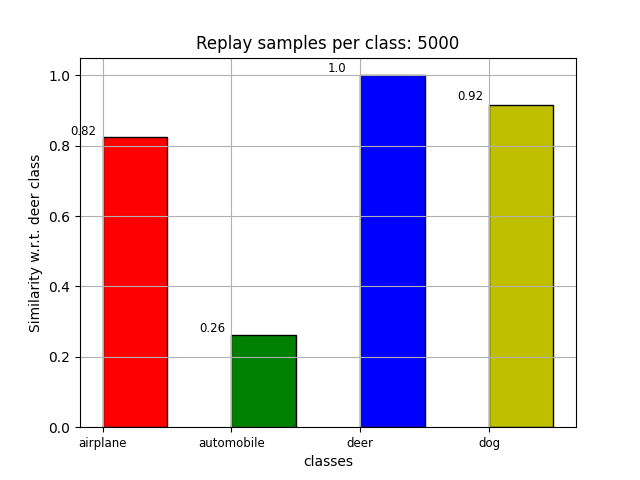 Replay samples per class: 5000
Similarity w.r.t. deer class
1.0
0.8
0.6
0.4
0.2
0.0
0.82
0.26
1.0
0.92
airplane
automobile
deer
dog
classes